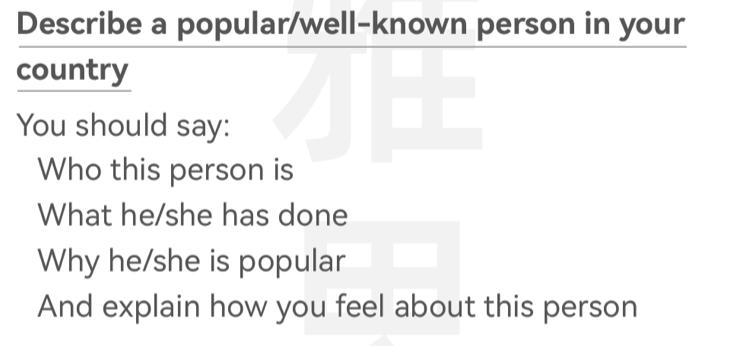 Describe a popular/well-known person in your
country
You should say:
Who this person is
What he/she has done
Why he/she is popular
And explain how you feel about this person
雅